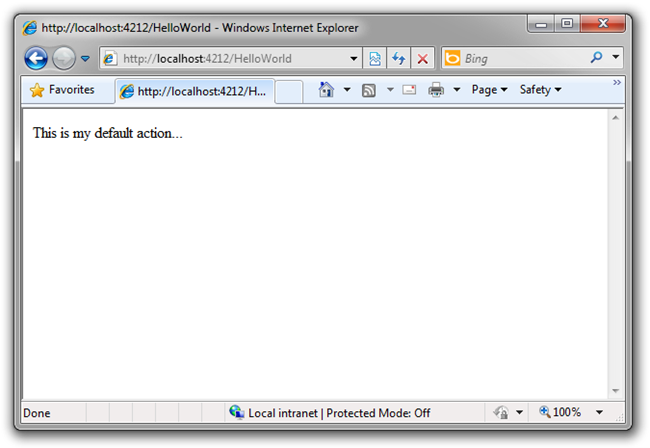 http://localhost:4212/HelloWorld - Windows Internet Explorer
http://localhost:4212/HelloWorld
Bing
Favorites
http://localhost:4212/H...
Page
Safety
»
This is my default action...
Done
Local intranet | Protected Mode: Off
100%